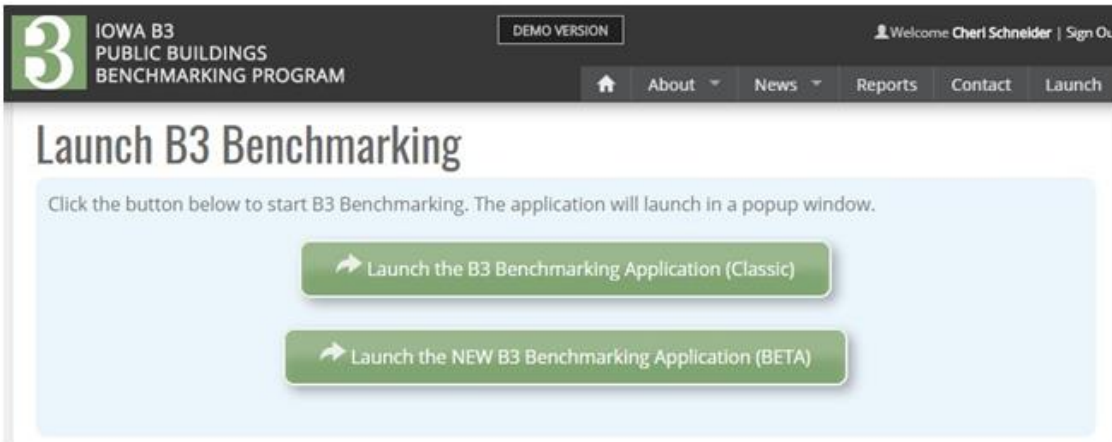 IOWA B3
PUBLIC BUILDINGS
BENCHMARKING PROGRAM
DEMO VERSION
Welcome Cheri Schneider | Sign Ou
About
News
Reports
Contact
Launch
Launch B3 Benchmarking
Click the button below to start B3 Benchmarking. The application will launch in a popup window.
Launch the B3 Benchmarking Application (Classic)
Launch the NEW B3 Benchmarking Application (BETA)